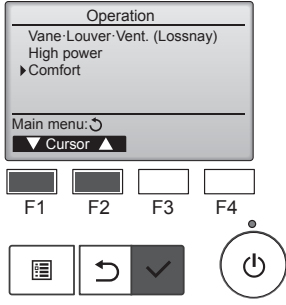 Operation
Vane·Louver·Vent. (Lossnay)
High power
Comfort
Main menu:
Cursor
F1 F2 F3 F4